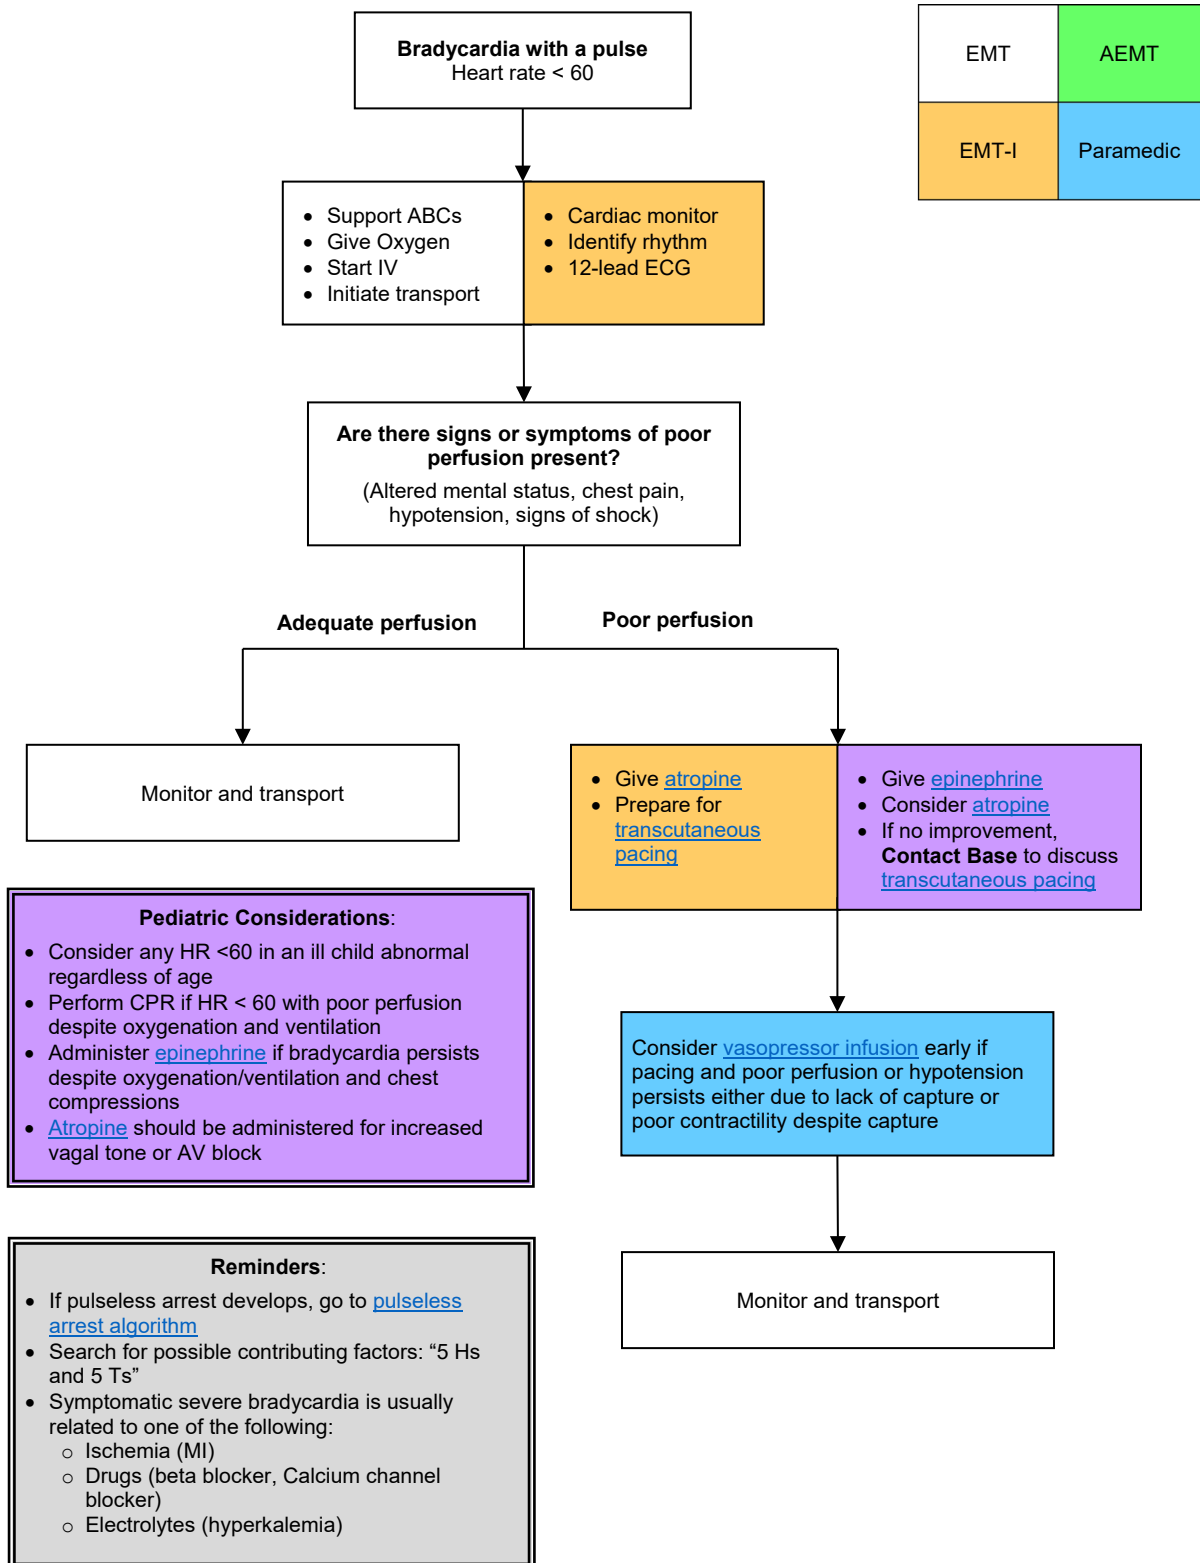 Bradycardia with a pulse
Heart rate < 60
EMT
AEMT
EMT-I
Paramedic
• Support ABCs
• Give Oxygen
• Start IV
• Initiate transport
• Cardiac monitor
• Identify rhythm
• 12-lead ECG
Are there signs or symptoms of poor
perfusion present?
(Altered mental status, chest pain,
hypotension, signs of shock)
Adequate perfusion
Poor perfusion
Monitor and transport
• Give atropine
• Prepare for
transcutaneous
pacing
• Give epinephrine
• Consider atropine
• If no improvement,
Contact Base to discuss
transcutaneous pacing
Pediatric Considerations:
• Consider any HR <60 in an ill child abnormal
regardless of age
• Perform CPR if HR < 60 with poor perfusion
despite oxygenation and ventilation
• Administer epinephrine if bradycardia persists
despite oxygenation/ventilation and chest
compressions
• Atropine should be administered for increased
vagal tone or AV block
Consider vasopressor infusion early if
pacing and poor perfusion or hypotension
persists either due to lack of capture or
poor contractility despite capture
Monitor and transport
Reminders:
• If pulseless arrest develops, go to pulseless
arrest algorithm
• Search for possible contributing factors: “5 Hs
and 5 Ts”
• Symptomatic severe bradycardia is usually
related to one of the following:
o Ischemia (MI)
o Drugs (beta blocker, Calcium channel
blocker)
o Electrolytes (hyperkalemia)